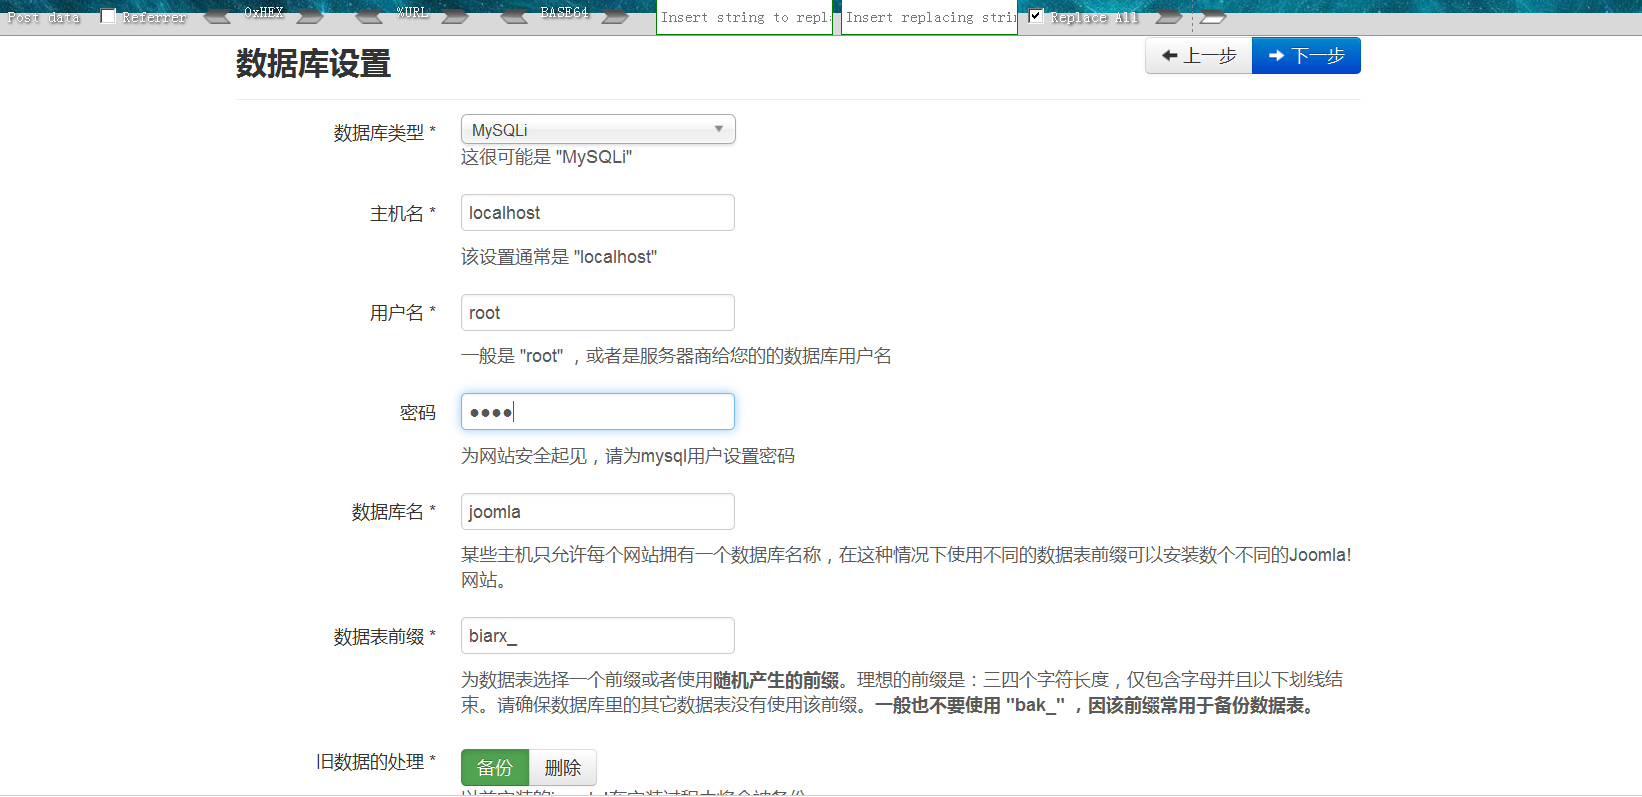 Post data Referrer 0xHEX %URL BASE64 Insert string to repl Insert replacing strin Replace All
数据库设置
上一步 下一步
数据库类型 * MySQLi
这很可能是 "MySQLi"
主机名 * localhost
该设置通常是 "localhost"
用户名 * root
一般是 "root" ，或者是服务器商给您的的数据库用户名
密码 ●●●●
为网站安全起见，请为mysql用户设置密码
数据库名 * joomla
某些主机只允许每个网站拥有一个数据库名称，在这种情况下使用不同的数据表前缀可以安装数个不同的Joomla!
网站。
数据表前缀 * biarx_
为数据表选择一个前缀或者使用随机产生的前缀。理想的前缀是：三四个字符长度，仅包含字母并且以下划线结
束。请确保数据库里的其它数据表没有使用该前缀。一般也不要使用 "bak_" ，因该前缀常用于备份数据表。
旧数据的处理 * 备份 删除